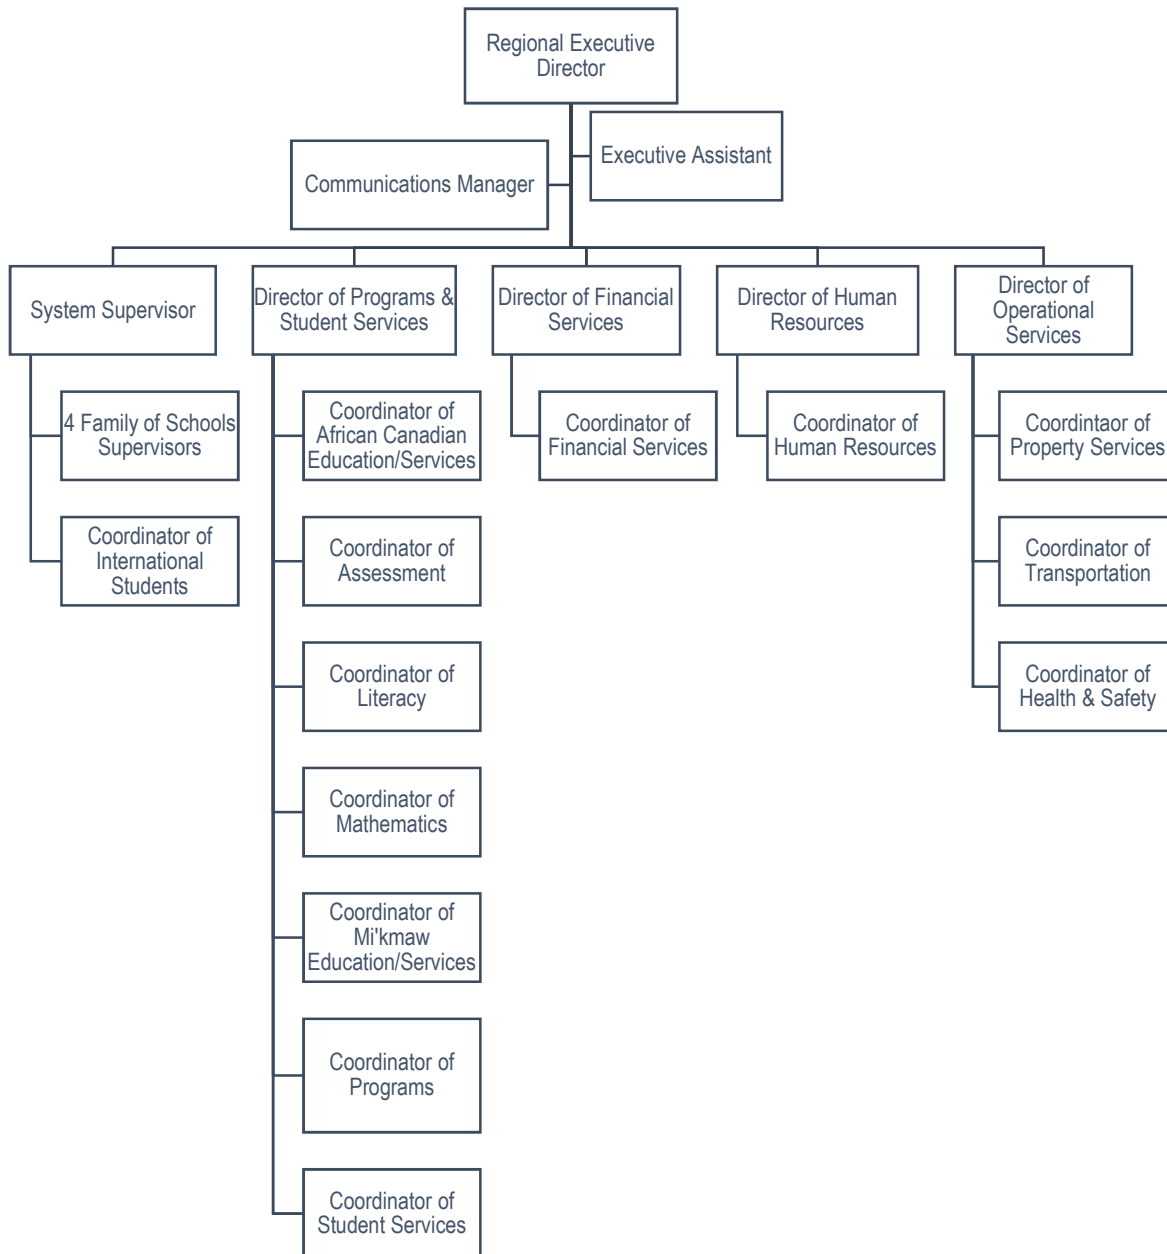 Regional Executive
Director
Executive Assistant
Communications Manager
System Supervisor
Director of Programs &
Student Services
Director of Financial
Services
Director of Human
Resources
Director of
Operational
Services
4 Family of Schools
Supervisors
Coordinator of
International
Students
Coordinator of
African Canadian
Education/Services
Coordinator of
Assessment
Coordinator of
Literacy
Coordinator of
Mathematics
Coordinator of
Mi'kmaw
Education/Services
Coordinator of
Programs
Coordinator of
Student Services
Coordinator of
Financial Services
Coordinator of
Human Resources
Coordintaor of
Property Services
Coordinator of
Transportation
Coordinator of
Health & Safety